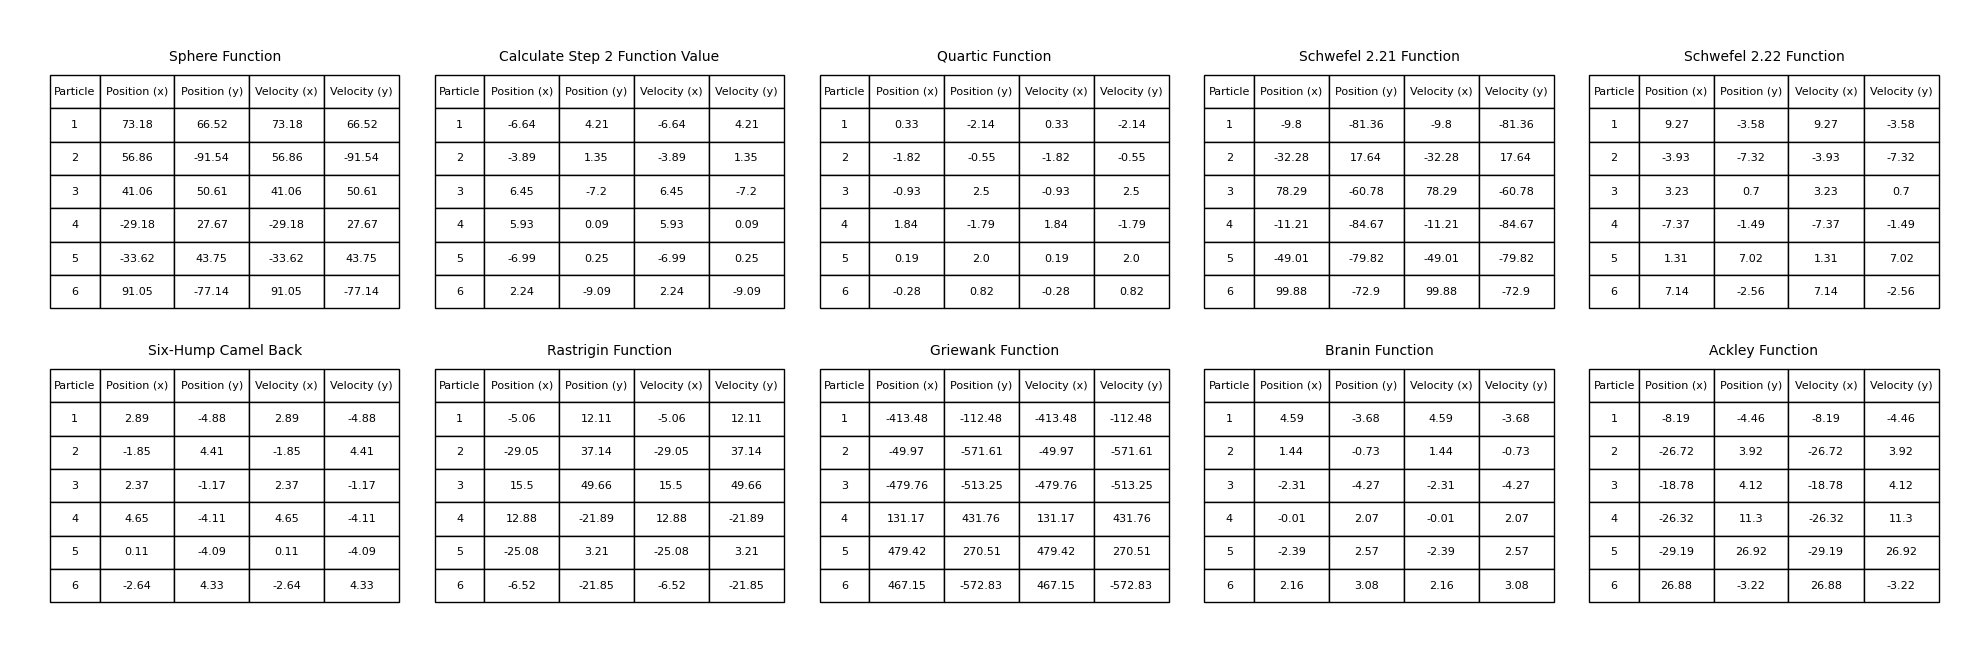 Sphere Function
Particle Position (x) Position (y) Velocity (x) Velocity (y)
1 73.18 66.52 73.18 66.52
2 56.86 -91.54 56.86 -91.54
3 41.06 50.61 41.06 50.61
4 -29.18 27.67 -29.18 27.67
5 -33.62 43.75 -33.62 43.75
6 91.05 -77.14 91.05 -77.14
Calculate Step 2 Function Value
Particle Position (x) Position (y) Velocity (x) Velocity (y)
1 -6.64 4.21 -6.64 4.21
2 -3.89 1.35 -3.89 1.35
3 6.45 -7.2 6.45 -7.2
4 5.93 0.09 5.93 0.09
5 -6.99 0.25 -6.99 0.25
6 2.24 -9.09 2.24 -9.09
Quartic Function
Particle Position (x) Position (y) Velocity (x) Velocity (y)
1 0.33 -2.14 0.33 -2.14
2 -1.82 -0.55 -1.82 -0.55
3 -0.93 2.5 -0.93 2.5
4 1.84 -1.79 1.84 -1.79
5 0.19 2.0 0.19 2.0
6 -0.28 0.82 -0.28 0.82
Schwefel 2.21 Function
Particle Position (x) Position (y) Velocity (x) Velocity (y)
1 -9.8 -81.36 -9.8 -81.36
2 -32.28 17.64 -32.28 17.64
3 78.29 -60.78 78.29 -60.78
4 -11.21 -84.67 -11.21 -84.67
5 -49.01 -79.82 -49.01 -79.82
6 99.88 -72.9 99.88 -72.9
Schwefel 2.22 Function
Particle Position (x) Position (y) Velocity (x) Velocity (y)
1 9.27 -3.58 9.27 -3.58
2 -3.93 -7.32 -3.93 -7.32
3 3.23 0.7 3.23 0.7
4 -7.37 -1.49 -7.37 -1.49
5 1.31 7.02 1.31 7.02
6 7.14 -2.56 7.14 -2.56
Six-Hump Camel Back
Particle Position (x) Position (y) Velocity (x) Velocity (y)
1 2.89 -4.88 2.89 -4.88
2 -1.85 4.41 -1.85 4.41
3 2.37 -1.17 2.37 -1.17
4 4.65 -4.11 4.65 -4.11
5 0.11 -4.09 0.11 -4.09
6 -2.64 4.33 -2.64 4.33
Rastrigin Function
Particle Position (x) Position (y) Velocity (x) Velocity (y)
1 -5.06 12.11 -5.06 12.11
2 -29.05 37.14 -29.05 37.14
3 15.5 49.66 15.5 49.66
4 12.88 -21.89 12.88 -21.89
5 -25.08 3.21 -25.08 3.21
6 -6.52 -21.85 -6.52 -21.85
Griewank Function
Particle Position (x) Position (y) Velocity (x) Velocity (y)
1 -413.48 -112.48 -413.48 -112.48
2 -49.97 -571.61 -49.97 -571.61
3 -479.76 -513.25 -479.76 -513.25
4 131.17 431.76 131.17 431.76
5 479.42 270.51 479.42 270.51
6 467.15 -572.83 467.15 -572.83
Branin Function
Particle Position (x) Position (y) Velocity (x) Velocity (y)
1 4.59 -3.68 4.59 -3.68
2 1.44 -0.73 1.44 -0.73
3 -2.31 -4.27 -2.31 -4.27
4 -0.01 2.07 -0.01 2.07
5 -2.39 2.57 -2.39 2.57
6 2.16 3.08 2.16 3.08
Ackley Function
Particle Position (x) Position (y) Velocity (x) Velocity (y)
1 -8.19 -4.46 -8.19 -4.46
2 -26.72 3.92 -26.72 3.92
3 -18.78 4.12 -18.78 4.12
4 -26.32 11.3 -26.32 11.3
5 -29.19 26.92 -29.19 26.92
6 26.88 -3.22 26.88 -3.22